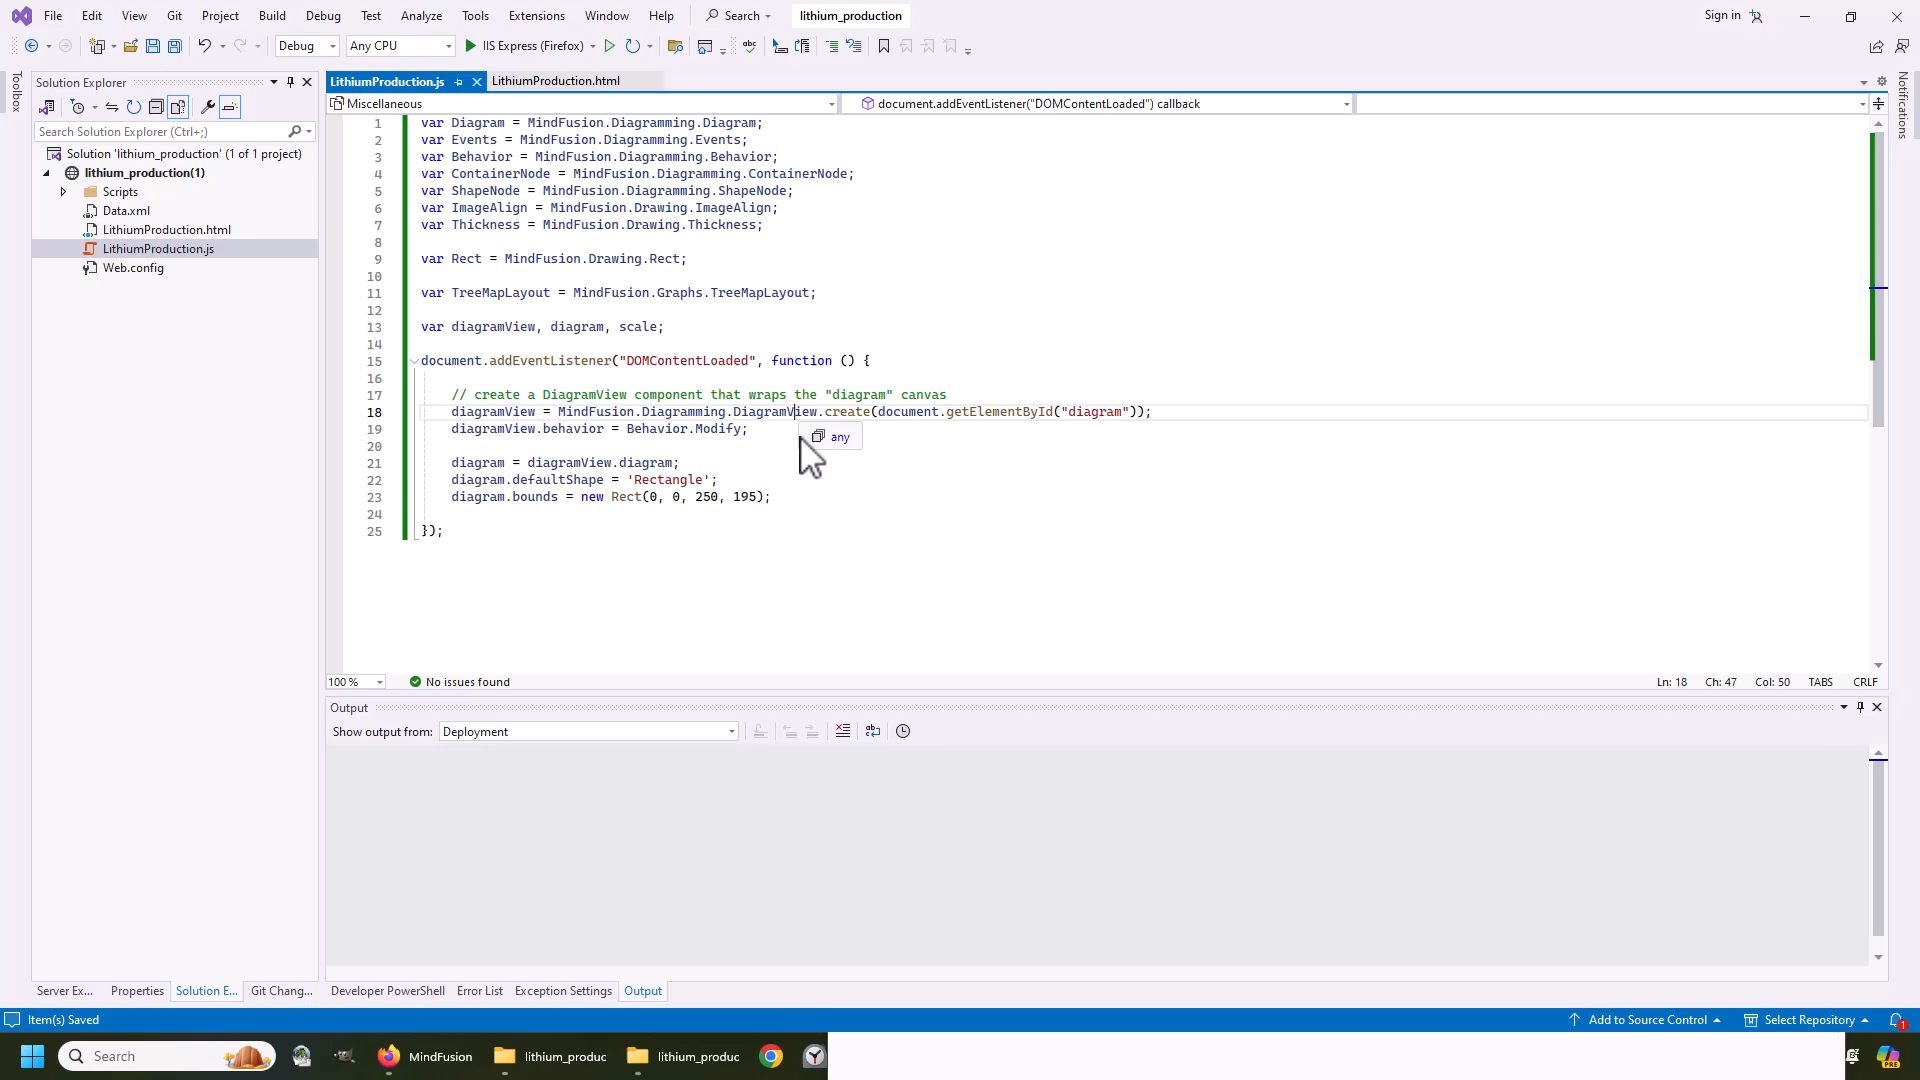 File Edit View Git Project Build Debug Test Analyze Tools Extensions Window Help Search lithium_production Sign in
Debug Any CPU IIS Express (Firefox)
Toolbox
Solution Explorer
Search Solution Explorer (Ctrl+;)
Solution 'lithium_production' (1 of 1 project)
lithium_production(1)
Scripts
Data.xml
LithiumProduction.html
LithiumProduction.js
Web.config
LithiumProduction.js LithiumProduction.html
Miscellaneous document.addEventListener("DOMContentLoaded") callback
Notifications
1 var Diagram = MindFusion.Diagramming.Diagram;
2 var Events = MindFusion.Diagramming.Events;
3 var Behavior = MindFusion.Diagramming.Behavior;
4 var ContainerNode = MindFusion.Diagramming.ContainerNode;
5 var ShapeNode = MindFusion.Diagramming.ShapeNode;
6 var ImageAlign = MindFusion.Drawing.ImageAlign;
7 var Thickness = MindFusion.Drawing.Thickness;
8
9 var Rect = MindFusion.Drawing.Rect;
10
11 var TreeMapLayout = MindFusion.Graphs.TreeMapLayout;
12
13 var diagramView, diagram, scale;
14
15 document.addEventListener("DOMContentLoaded", function () {
16
17 // create a DiagramView component that wraps the "diagram" canvas
18 diagramView = MindFusion.Diagramming.DiagramView.create(document.getElementById("diagram"));
19 diagramView.behavior = Behavior.Modify;
any
20
21 diagram = diagramView.diagram;
22 diagram.defaultShape = 'Rectangle';
23 diagram.bounds = new Rect(0, 0, 250, 195);
24
25 });
100 % No issues found Ln: 18 Ch: 47 Col: 50 TABS CRLF
Output
Show output from: Deployment
Server Ex... Properties Solution E... Git Chang... Developer PowerShell Error List Exception Settings Output
Item(s) Saved Add to Source Control Select Repository 1
Search MindFusion lithium_produc lithium_produc PRE